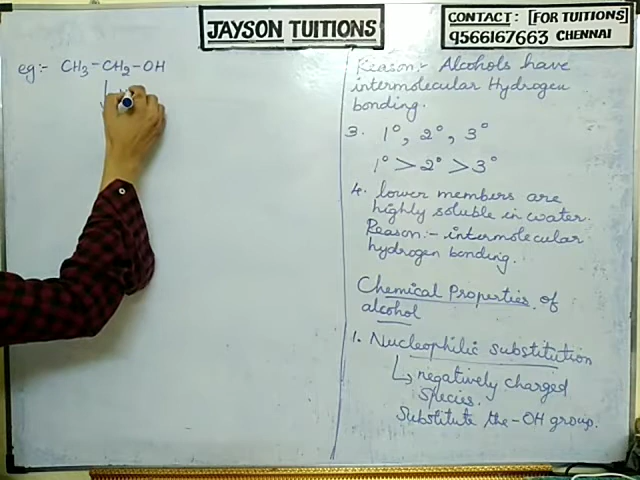 JAYSON TUITIONS
CONTACT: [FOR TUITIONS]
9566167663 CHENNAI
eg:- CH3-CH2-OH
Reason:- Alcohols have
intermolecular Hydrogen
bonding.
3. 1°, 2°, 3°
1° > 2° > 3°
4. lower members are
highly soluble in water.
Reason:- intermolecular
hydrogen bonding.
Chemical Properties of
alcohol
1. Nucleophilic substitution
↳ negatively charged
Species.
Substitute the -OH group.